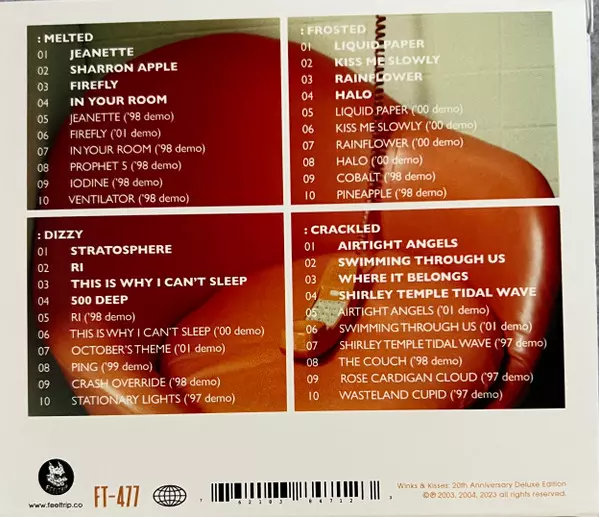 : MELTED
01 JEANETTE
02 SHARRON APPLE
03 FIREFLY
04 IN YOUR ROOM
05 JEANETTE ('98 demo)
06 FIREFLY ('01 demo)
07 IN YOUR ROOM ('98 demo)
08 PROPHET 5 ('98 demo)
09 IODINE ('98 demo)
10 VENTILATOR ('98 demo)
: FROSTED
01 LIQUID PAPER
02 KISS ME SLOWLY
03 RAINFLOWER
04 HALO
05 LIQUID PAPER ('00 demo)
06 KISS ME SLOWLY ('00 demo)
07 RAINFLOWER ('00 demo)
08 HALO ('00 demo)
09 COBALT ('98 demo)
10 PINEAPPLE ('98 demo)
: DIZZY
01 STRATOSPHERE
02 RI
03 THIS IS WHY I CAN'T SLEEP
04 500 DEEP
05 RI ('98 demo)
06 THIS IS WHY I CAN'T SLEEP ('00 demo)
07 OCTOBER'S THEME ('01 demo)
08 PING ('99 demo)
09 CRASH OVERRIDE ('98 demo)
10 STATIONARY LIGHTS ('97 demo)
: CRACKLED
01 AIRTIGHT ANGELS
02 SWIMMING THROUGH US
03 WHERE IT BELONGS
04 SHIRLEY TEMPLE TIDAL WAVE
05 AIRTIGHT ANGELS ('01 demo)
06 SWIMMING THROUGH US ('01 demo)
07 SHIRLEY TEMPLE TIDAL WAVE ('97 demo)
08 THE COUCH ('98 demo)
09 ROSE CARDIGAN CLOUD ('97 demo)
10 WASTELAND CUPID ('97 demo)
www.feeltrip.co
FT-477
Winks & Kisses: 20th Anniversary Deluxe Edition
©℗ 2003, 2004, 2023 all rights reserved.